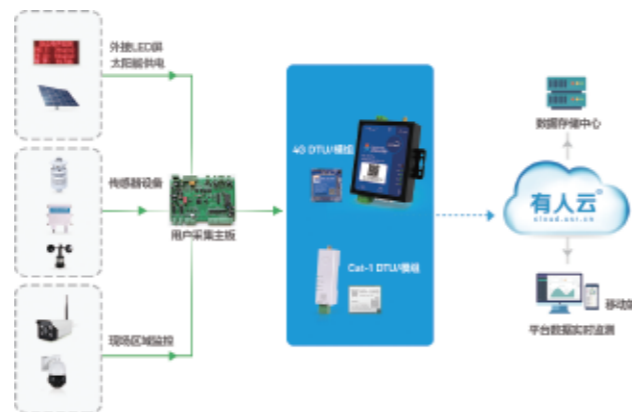 外接LED屏
太阳能供电
传感器设备
用户采集主板
现场区域监控
4G DTU/模组
Cat-1 DTU/模组
数据存储中心
有人云
cloud.usr.cn
平台数据实时监测
移动